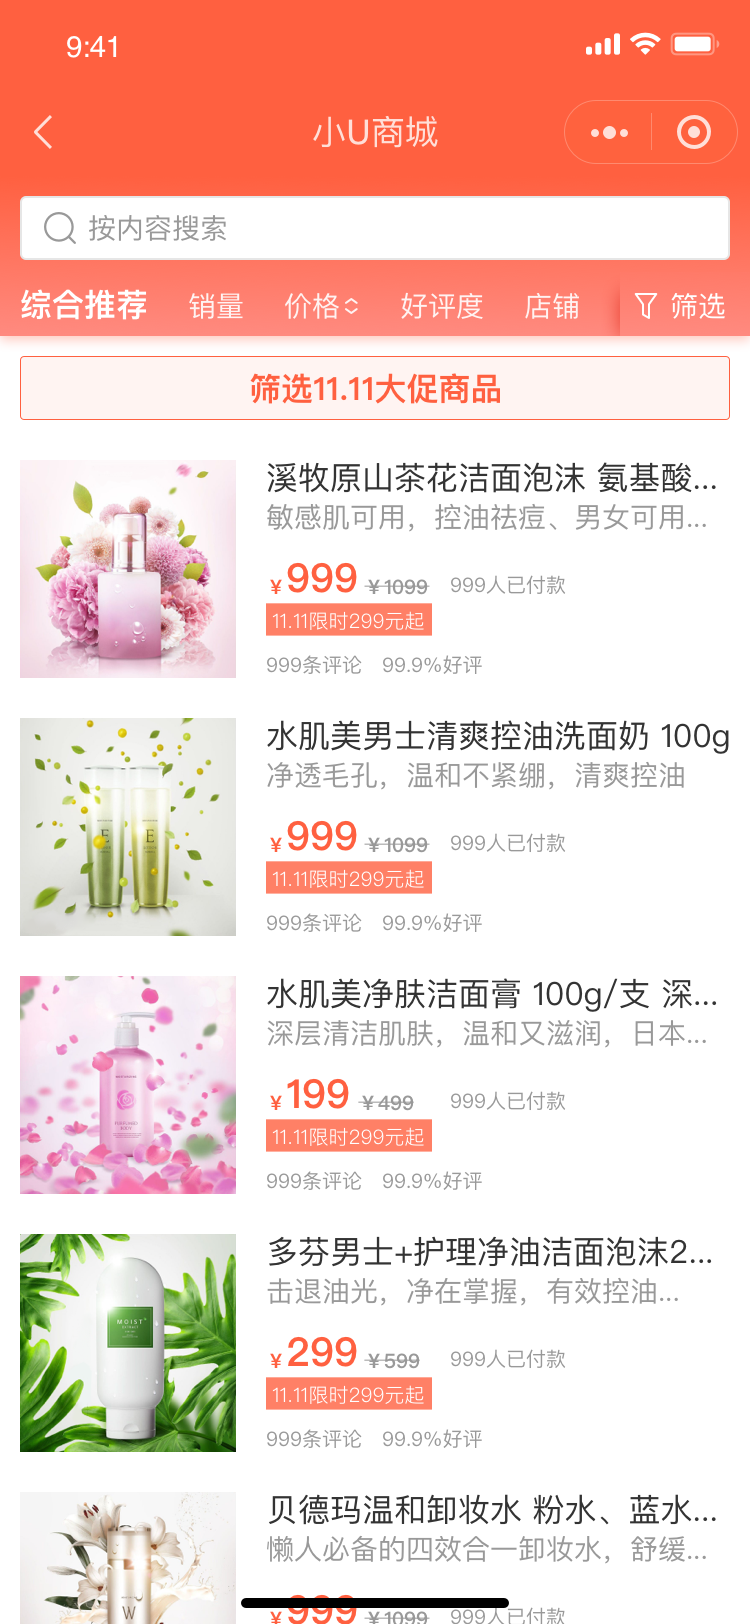 9:41
小U商城
按内容搜索
综合推荐 销量 价格 好评度 店铺 筛选
筛选11.11大促商品
溪牧原山茶花洁面泡沫 氨基酸...
敏感肌可用，控油祛痘、男女可用...
¥999 ¥1099 999人已付款
11.11限时299元起
999条评论 99.9%好评
水肌美男士清爽控油洗面奶 100g
净透毛孔，温和不紧绷，清爽控油
¥999 ¥1099 999人已付款
11.11限时299元起
999条评论 99.9%好评
水肌美净肤洁面膏 100g/支 深...
深层清洁肌肤，温和又滋润，日本...
¥199 ¥499 999人已付款
11.11限时299元起
999条评论 99.9%好评
MOIST
多芬男士+护理净油洁面泡沫2...
击退油光，净在掌握，有效控油...
¥299 ¥599 999人已付款
11.11限时299元起
999条评论 99.9%好评
贝德玛温和卸妆水 粉水、蓝水...
懒人必备的四效合一卸妆水，舒缓...
W
¥999 ¥1099 999人已付款